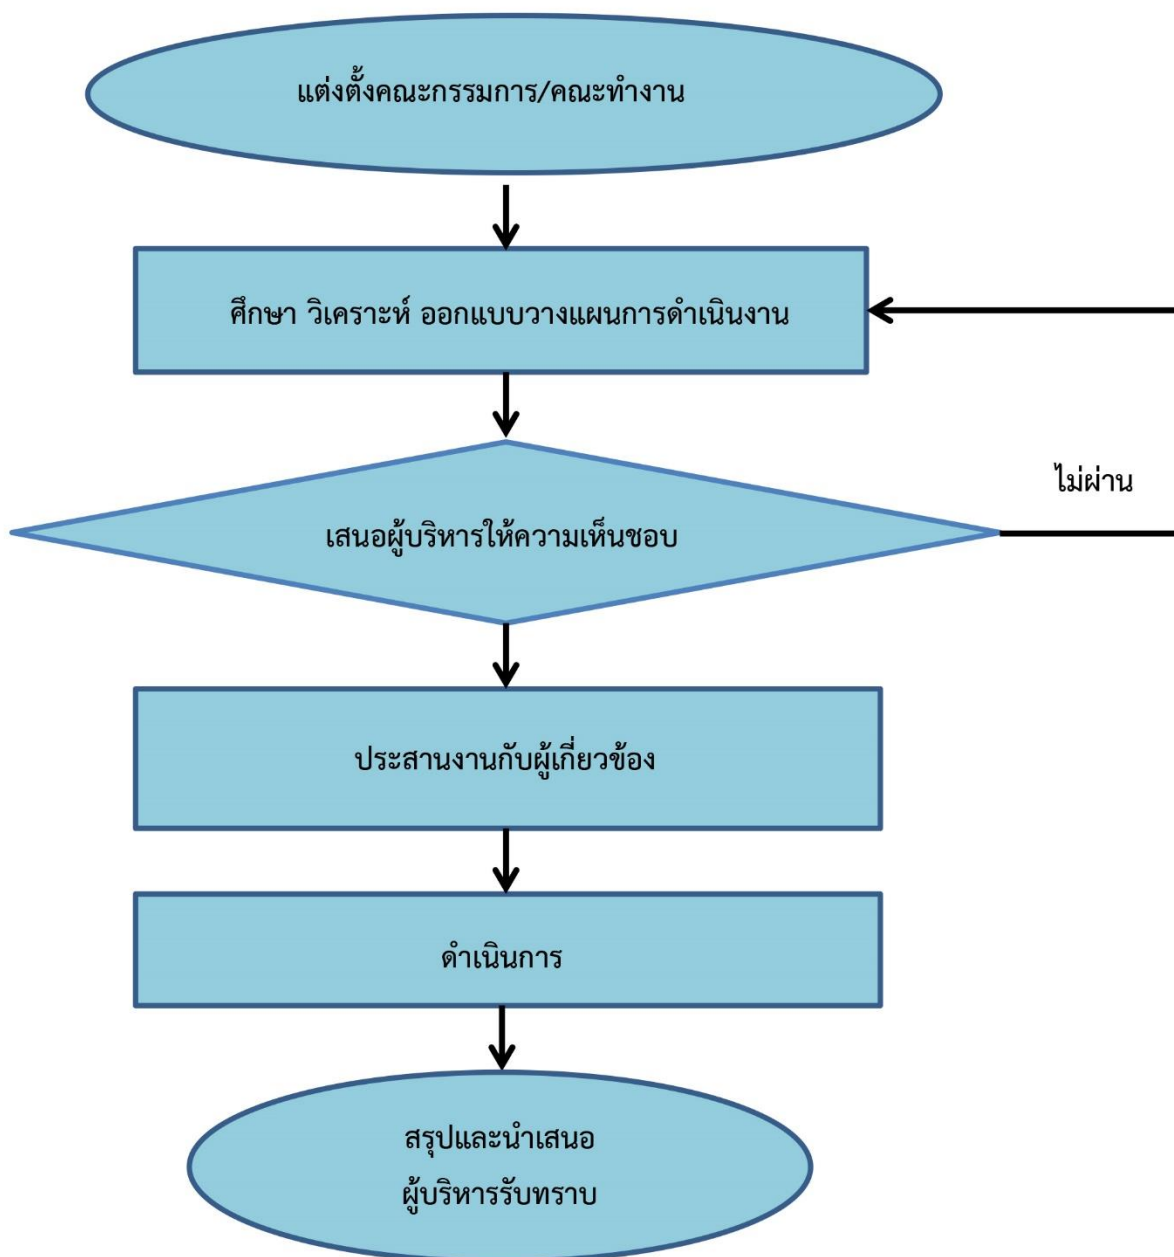 แต่งตั้งคณะกรรมการ/คณะทำงาน
ศึกษา วิเคราะห์ ออกแบบวางแผนการดำเนินงาน
ไม่ผ่าน
เสนอผู้บริหารให้ความเห็นชอบ
ประสานงานกับผู้เกี่ยวข้อง
ดำเนินการ
สรุปและนำเสนอ
ผู้บริหารรับทราบ